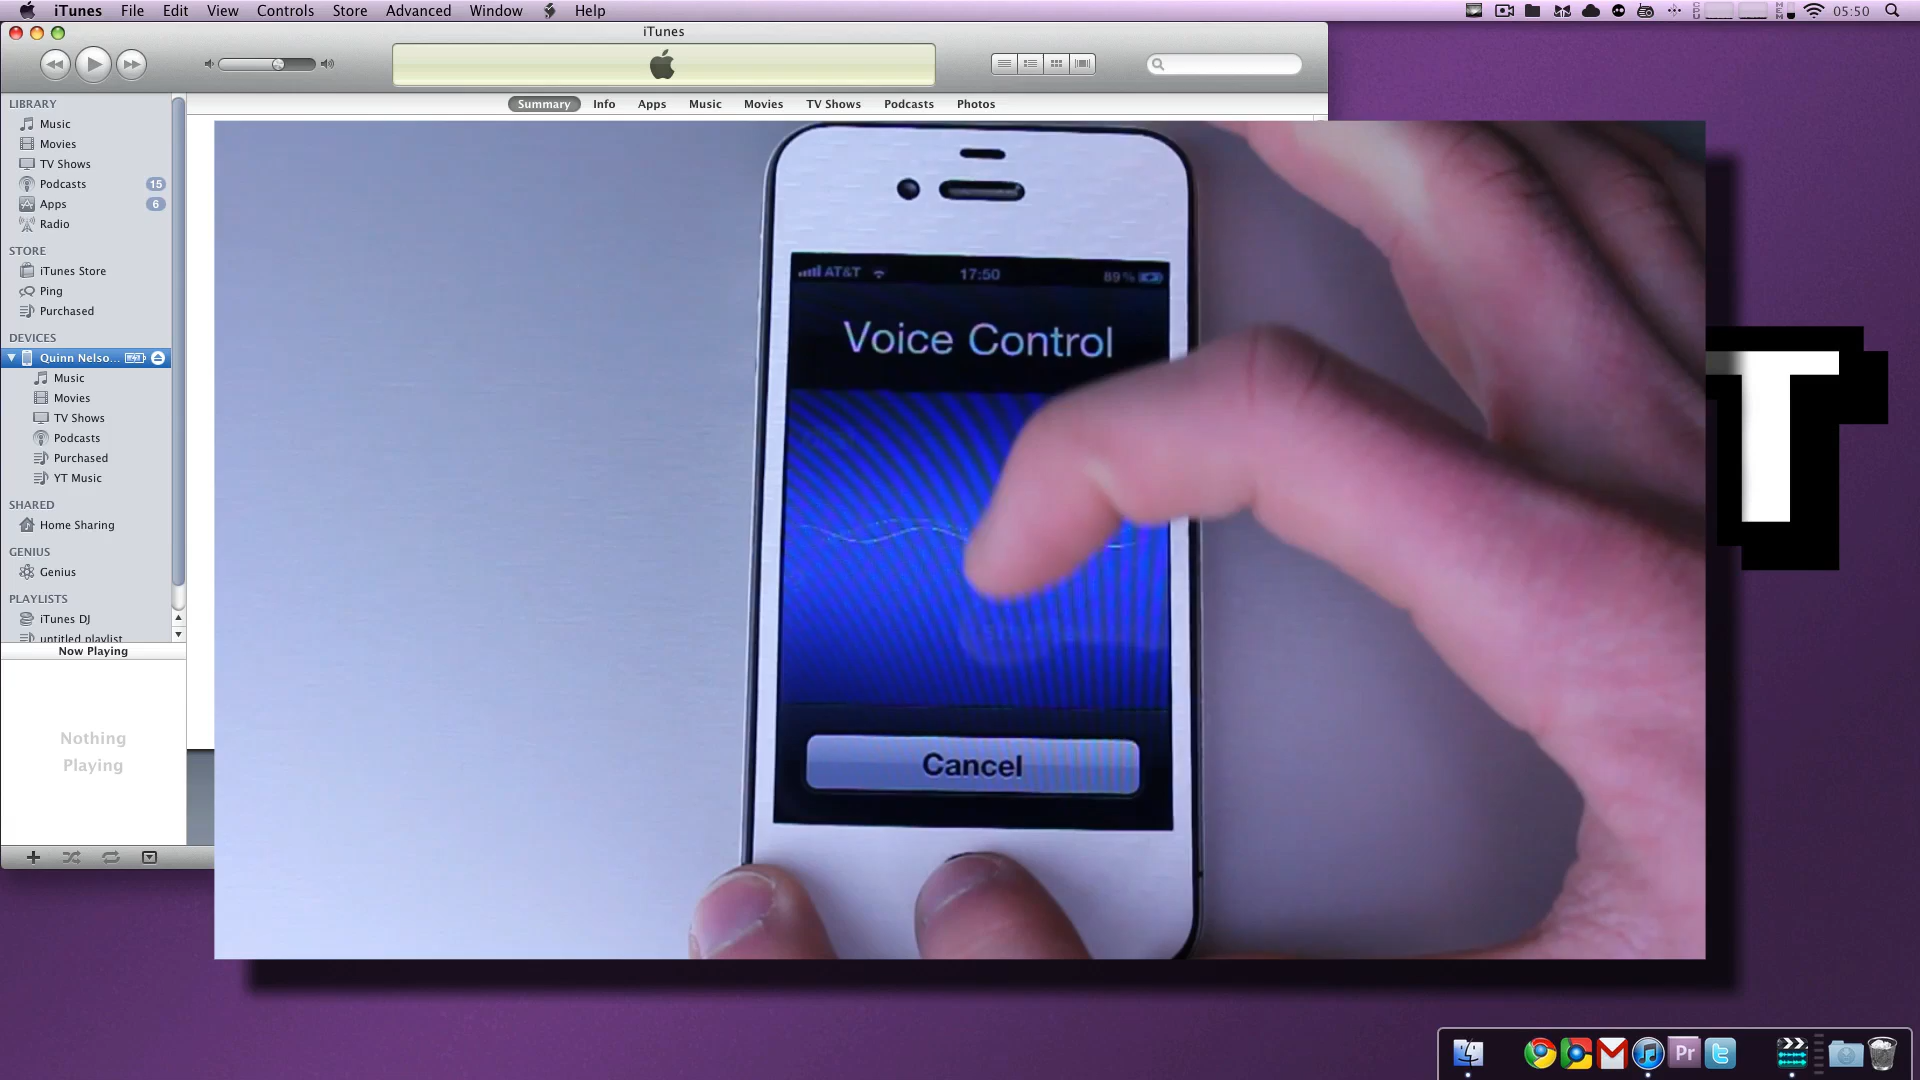 iTunes File Edit View Controls Store Advanced Window Help
CPU MEM 05:50
iTunes
Summary Info Apps Music Movies TV Shows Podcasts Photos
LIBRARY
Music
Movies
TV Shows
Podcasts 15
Apps 6
Radio
STORE
iTunes Store
Ping
Purchased
DEVICES
Quinn Nelso...
Music
Movies
TV Shows
Podcasts
Purchased
YT Music
SHARED
Home Sharing
GENIUS
Genius
PLAYLISTS
iTunes DJ
untitled playlist
Now Playing
Nothing
Playing
AT&T 17:50 89%
Voice Control
Cancel
T
Pr